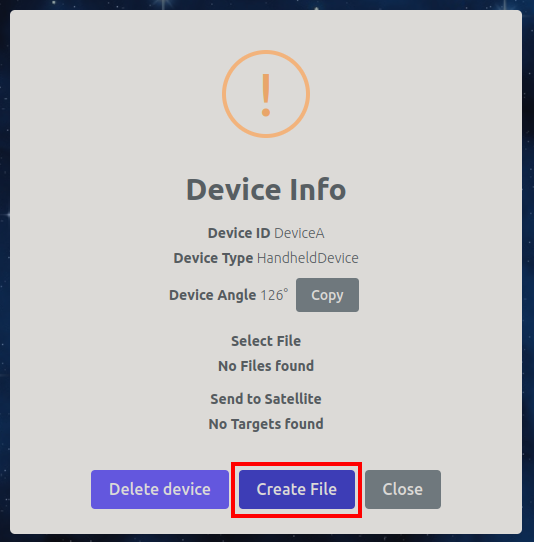 !
Device Info
Device ID DeviceA
Device Type HandheldDevice
Device Angle 126° Copy
Select File
No Files found
Send to Satellite
No Targets found
Delete device Create File Close